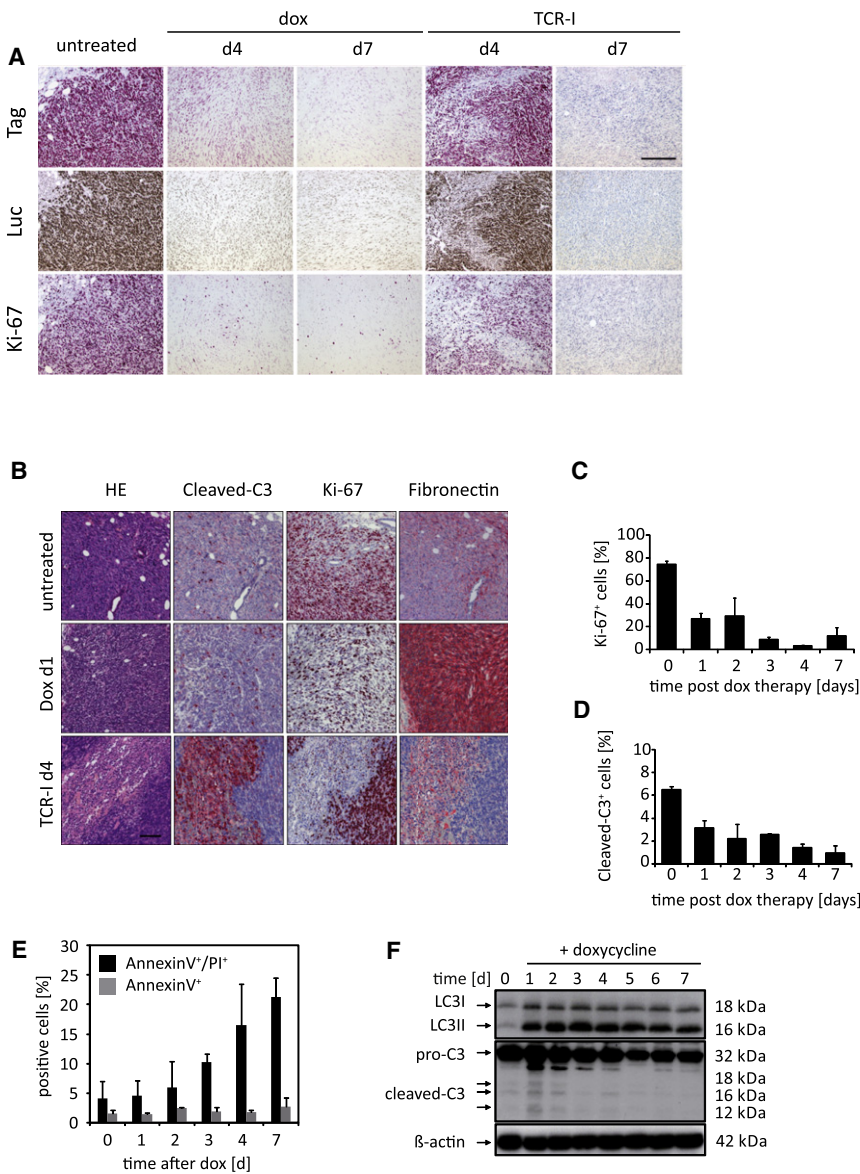 dox TCR-I
untreated d4 d7 d4 d7
A
Tag
Luc
Ki-67
B
HE Cleaved-C3 Ki-67 Fibronectin
untreated
Dox d1
TCR-I d4
C
Ki-67⁺ cells [%]
100
80
60
40
20
0
0 1 2 3 4 7
time post dox therapy [days]
D
Cleaved-C3⁺ cells [%]
10
8
6
4
2
0
0 1 2 3 4 7
time post dox therapy [days]
E
positive cells [%]
30
25
20
15
10
5
0
AnnexinV⁺/PI⁺
AnnexinV⁺
0 1 2 3 4 7
time after dox [d]
F
+ doxycycline
time [d] 0 1 2 3 4 5 6 7
LC3I 18 kDa
LC3II 16 kDa
pro-C3 32 kDa
18 kDa
cleaved-C3 16 kDa
12 kDa
ß-actin 42 kDa